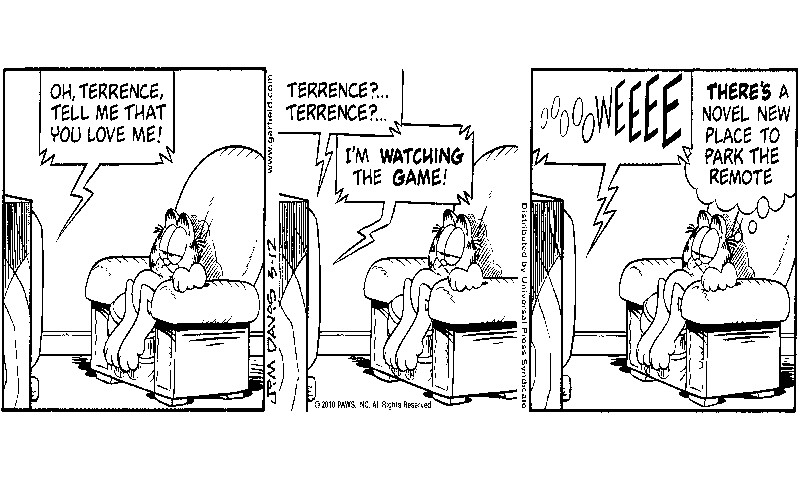 OH, TERRENCE,
TELL ME THAT
YOU LOVE ME!
www.garfield.com
JIM DAVIS 5-12
TERRENCE?...
TERRENCE?...
I'M WATCHING
THE GAME!
© 2010 PAWS, INC. All Rights Reserved.
Distributed by Universal Press Syndicate
OOOOOWEEEE
THERE'S A
NOVEL NEW
PLACE TO
PARK THE
REMOTE